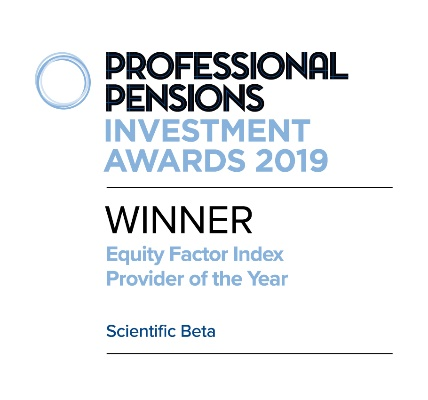 PROFESSIONAL
PENSIONS
INVESTMENT
AWARDS 2019
WINNER
Equity Factor Index
Provider of the Year
Scientific Beta